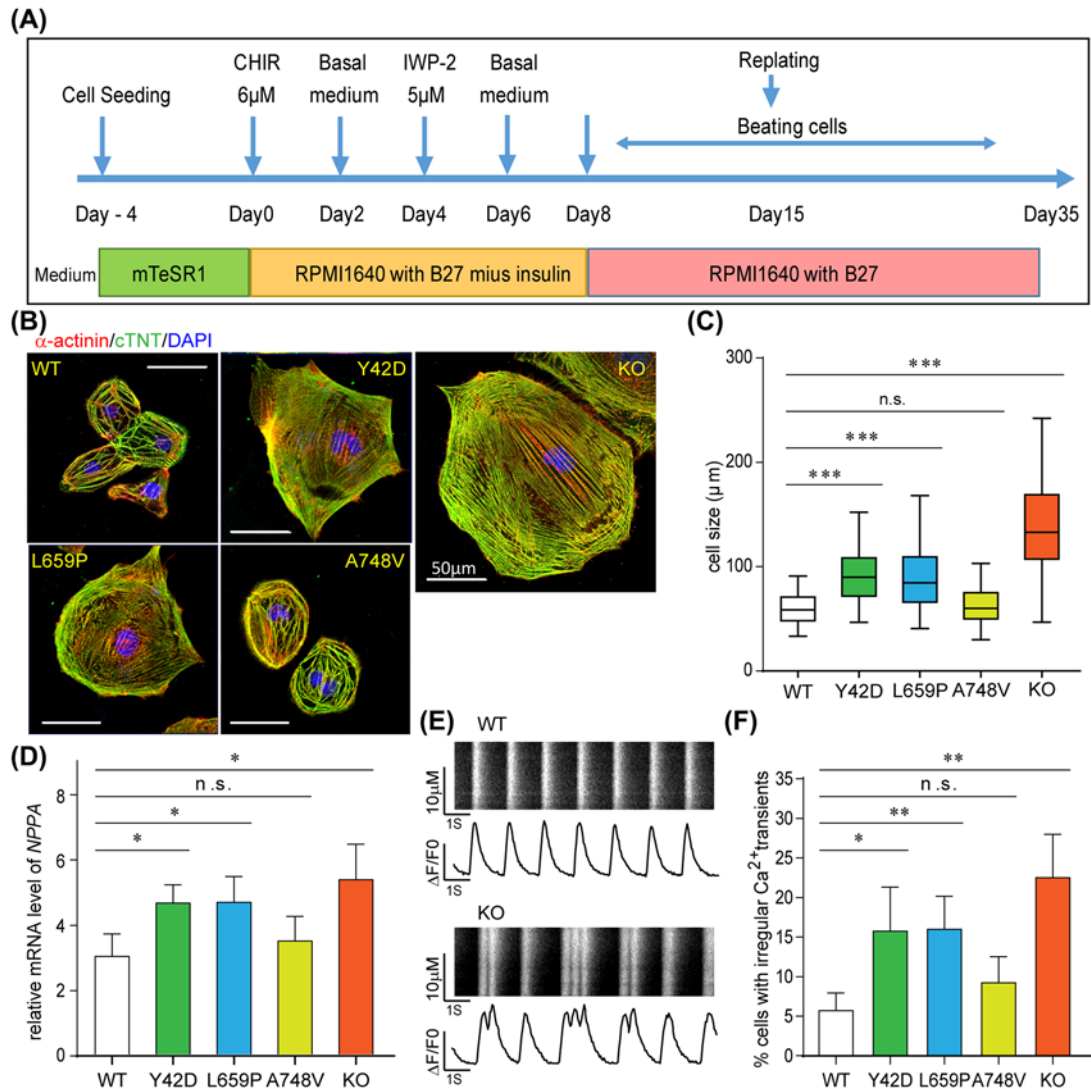 (A)
CHIR Basal IWP-2 Basal Replating
Cell Seeding 6μM medium 5μM medium
Beating cells
Day - 4 Day0 Day2 Day4 Day6 Day8 Day15 Day35
Medium mTeSR1 RPMI1640 with B27 mius insulin RPMI1640 with B27
(B)
α-actinin/cTNT/DAPI
WT Y42D KO
L659P A748V
50μm
(C)
***
n.s.
***
***
300
200
100
0
cell size (μm)
WT Y42D L659P A748V KO
(D)
*
n .s.
*
*
8
6
4
2
0
relative mRNA level of NPPA
WT Y42D L659P A748V KO
(E)
WT
10μM
1S
ΔF/F0
1S
KO
10μM
1S
ΔF/F0
1S
(F)
**
n.s.
**
*
35
30
25
20
15
10
5
0
% cells with irregular Ca2+transients
WT Y42D L659P A748V KO